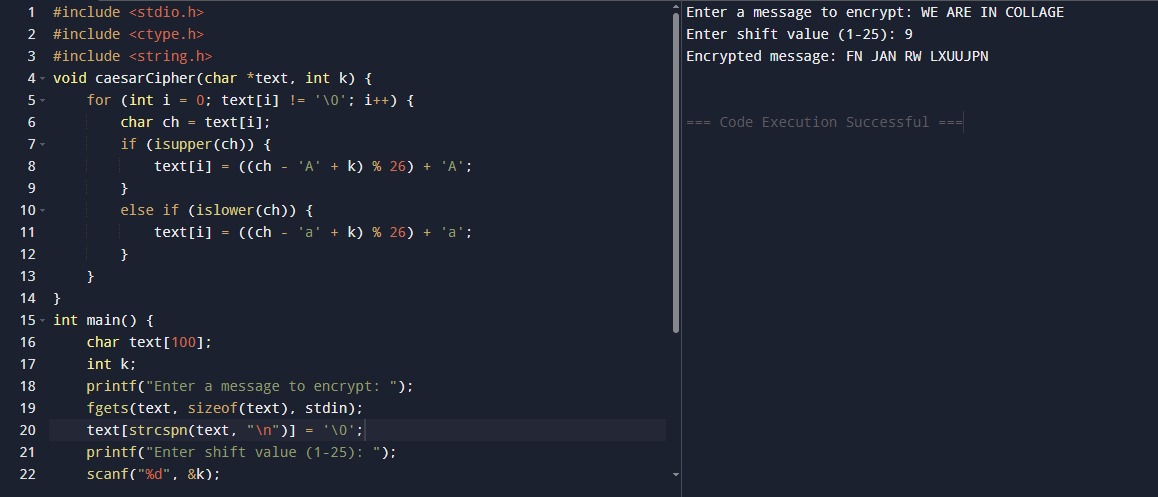 1 #include <stdio.h>
2 #include <ctype.h>
3 #include <string.h>
4 void caesarCipher(char *text, int k) {
5 for (int i = 0; text[i] != '\0'; i++) {
6 char ch = text[i];
7 if (isupper(ch)) {
8 text[i] = ((ch - 'A' + k) % 26) + 'A';
9 }
10 else if (islower(ch)) {
11 text[i] = ((ch - 'a' + k) % 26) + 'a';
12 }
13 }
14 }
15 int main() {
16 char text[100];
17 int k;
18 printf("Enter a message to encrypt: ");
19 fgets(text, sizeof(text), stdin);
20 text[strcspn(text, "\n")] = '\0';
21 printf("Enter shift value (1-25): ");
22 scanf("%d", &k);
Enter a message to encrypt: WE ARE IN COLLAGE
Enter shift value (1-25): 9
Encrypted message: FN JAN RW LXUUJPN
=== Code Execution Successful ===